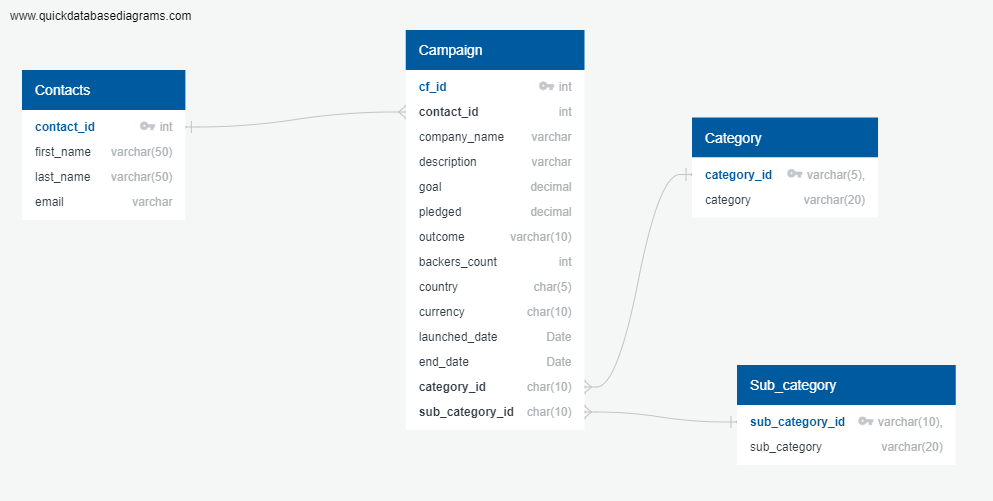 www.quickdatabasediagrams.com
Contacts
contact_id int
first_name varchar(50)
last_name varchar(50)
email varchar
Campaign
cf_id int
contact_id int
company_name varchar
description varchar
goal decimal
pledged decimal
outcome varchar(10)
backers_count int
country char(5)
currency char(10)
launched_date Date
end_date Date
category_id char(10)
sub_category_id char(10)
Category
category_id varchar(5),
category varchar(20)
Sub_category
sub_category_id varchar(10),
sub_category varchar(20)